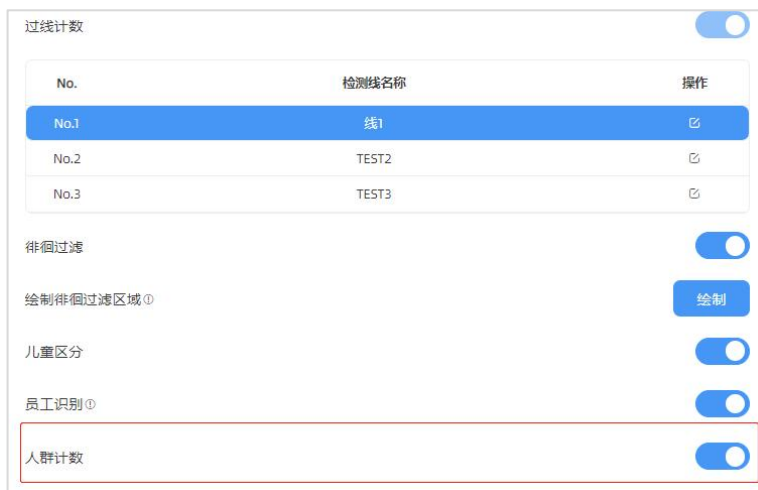 过线计数
No. 检测线名称 操作
No.1 线1
No.2 TEST2
No.3 TEST3
徘徊过滤
绘制徘徊过滤区域 绘制
儿童区分
员工识别
人群计数